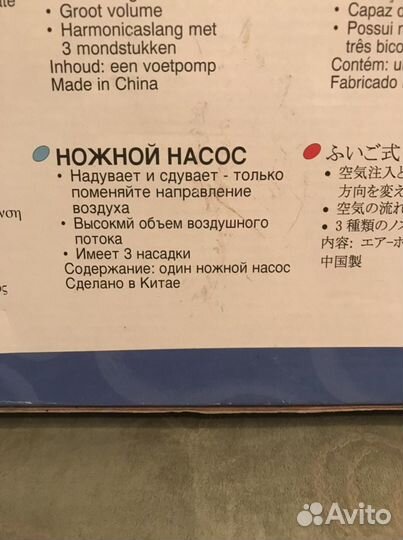 • Groot volume
• Harmonicaslang met
3 mondstukken
Inhoud: een voetpomp
Made in China
• Capaz d
• Possui r
três bico
Contém: u
Fabricado
НОЖНОЙ НАСОС
• Надувает и сдувает - только
поменяйте направление
воздуха
• Высокмй объем воздушного
потока
• Имеет 3 насадки
Содержание: один ножной насос
Сделано в Китае
ふいご式
• 空気注入と
方向を変え
• 空気の流れ
• 3 種類のノ
内容: エアーポ
中国製
Avito